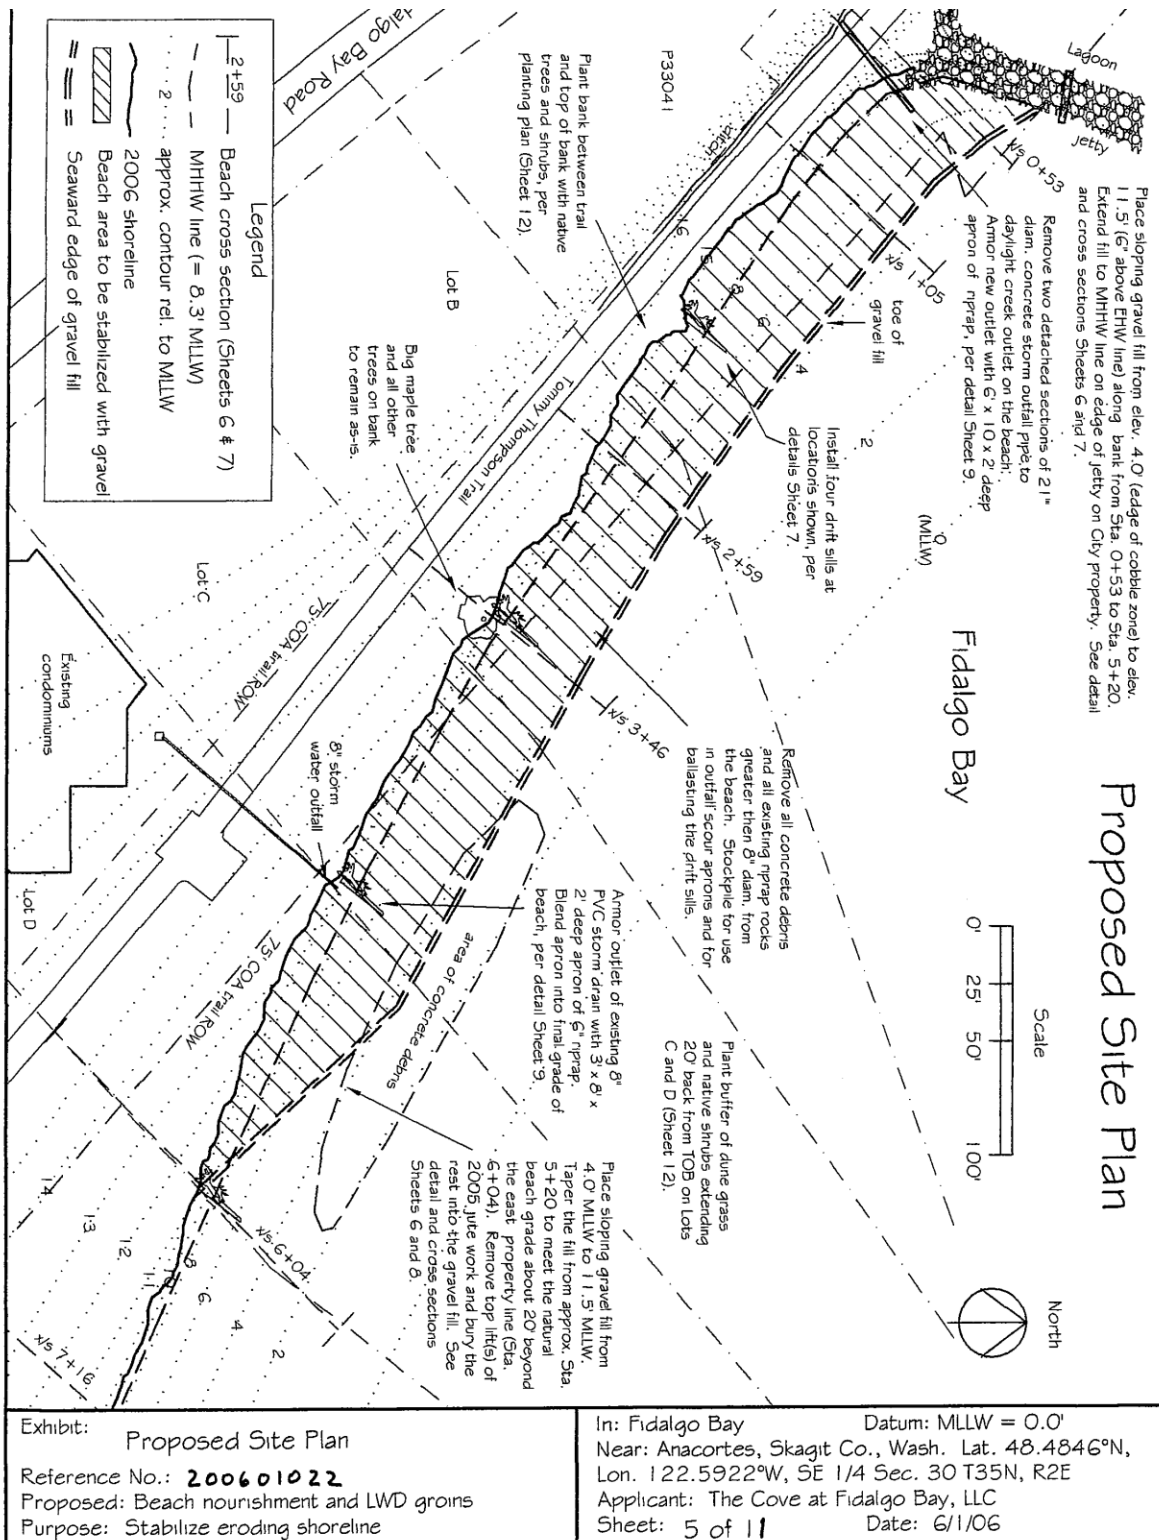 Proposed Site Plan
Place sloping gravel fill from elev. 4.0' (edge of cobble zone) to elev.
11.5' (6" above EHW line) along bank from Sta. 0+53 to Sta. 5+20.
Extend fill to MHHW line on edge of jetty on City property. See detail
and cross sections Sheets 6 and 7.
Remove two detached sections of 21"
diam. concrete storm outfall pipe, to
daylight creek outlet on the beach.
Armor new outlet with 6' x 10 x 2' deep
apron of riprap, per detail Sheet 9.
Lagoon
Jetty
x/s 0+53
x/s 1+05
x/s 2+59
x/s 3+46
x/s 6+04
x/s 7+16
Scale
0'
25'
50'
100'
North
Fidalgo Bay
0
(MLLW)
2
4
6
8
15
16
toe of
gravel fill
Install four drift sills at
locations shown, per
details Sheet 7.
Remove all concrete debris
and all existing riprap rocks
greater then 8" diam. from
the beach. Stockpile for use
in outfall scour aprons and for
ballasting the drift sills.
Plant buffer of dune grass
and native shrubs extending
20' back from TOB on Lots
C and D (Sheet 12).
Armor outlet of existing 8"
PVC storm drain with 3' x 8' x
2' deep apron of 6" riprap.
Blend apron into final grade of
beach, per detail Sheet 9.
Place sloping gravel fill from
4.0' MLLW to 11.5' MLLW.
Taper the fill from approx. Sta.
5+20 to meet the natural
beach grade about 20' beyond
the east property line (Sta.
6+04). Remove top lift(s) of
2005 jute work and bury the
rest into the gravel fill. See
detail and cross sections
Sheets 6 and 8.
area of concrete debris
P33041
ditch
Plant bank between trail
and top of bank with native
trees and shrubs, per
planting plan (Sheet 12).
Lot B
Tommy Thompson Trail
Big maple tree
and all other
trees on bank
to remain as-is.
Lot C
75' COA trail ROW
Existing
condominiums
8" storm
water outfall
Lot D
75' COA trail ROW
14
13
12
11
10
8
6
4
2
dalgo Bay Road
Legend
2+59 Beach cross section (Sheets 6 & 7)
MHHW line (= 8.3' MLLW)
2 approx. contour rel. to MLLW
2006 shoreline
Beach area to be stabilized with gravel
Seaward edge of gravel fill
Exhibit:
Proposed Site Plan
Reference No.: 200601022
Proposed: Beach nourishment and LWD groins
Purpose: Stabilize eroding shoreline
In: Fidalgo Bay Datum: MLLW = 0.0'
Near: Anacortes, Skagit Co., Wash. Lat. 48.4846°N,
Lon. 122.5922°W, SE 1/4 Sec. 30 T35N, R2E
Applicant: The Cove at Fidalgo Bay, LLC
Sheet: 5 of 11 Date: 6/1/06